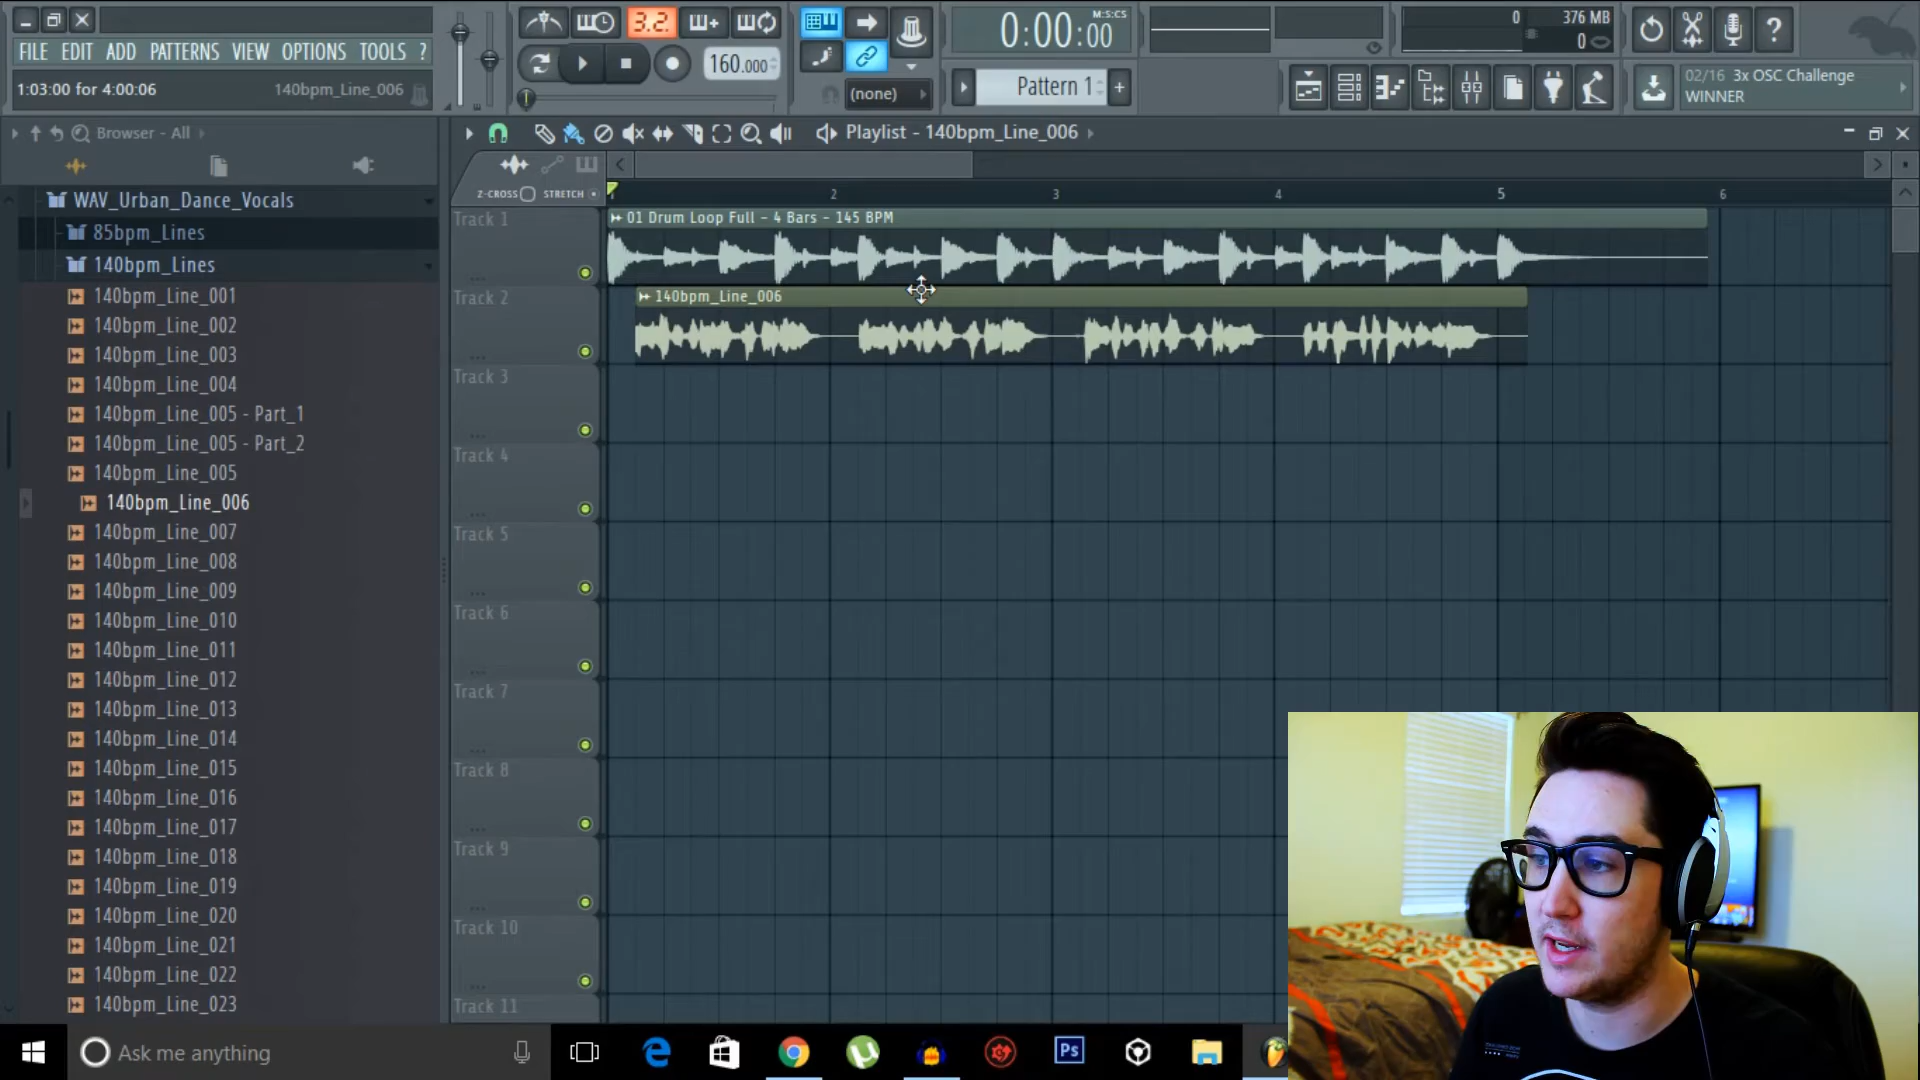 FILE EDIT ADD PATTERNS VIEW OPTIONS TOOLS ?
1:03:00 for 4:00:06 140bpm_Line_006
3.2.
160.000
(none)
0:00:00
M:S:CS
Pattern 1
+
0 376 MB
0
?
02/16 3x OSC Challenge
WINNER
Browser - All
Playlist - 140bpm_Line_006
Z-CROSS STRETCH
2 3 4 5 6
WAV_Urban_Dance_Vocals
85bpm_Lines
140bpm_Lines
140bpm_Line_001
140bpm_Line_002
140bpm_Line_003
140bpm_Line_004
140bpm_Line_005 - Part_1
140bpm_Line_005 - Part_2
140bpm_Line_005
140bpm_Line_006
140bpm_Line_007
140bpm_Line_008
140bpm_Line_009
140bpm_Line_010
140bpm_Line_011
140bpm_Line_012
140bpm_Line_013
140bpm_Line_014
140bpm_Line_015
140bpm_Line_016
140bpm_Line_017
140bpm_Line_018
140bpm_Line_019
140bpm_Line_020
140bpm_Line_021
140bpm_Line_022
140bpm_Line_023
Track 1
01 Drum Loop Full - 4 Bars - 145 BPM
Track 2
140bpm_Line_006
Track 3
Track 4
Track 5
Track 6
Track 7
Track 8
Track 9
Track 10
Track 11
Ask me anything
Ps